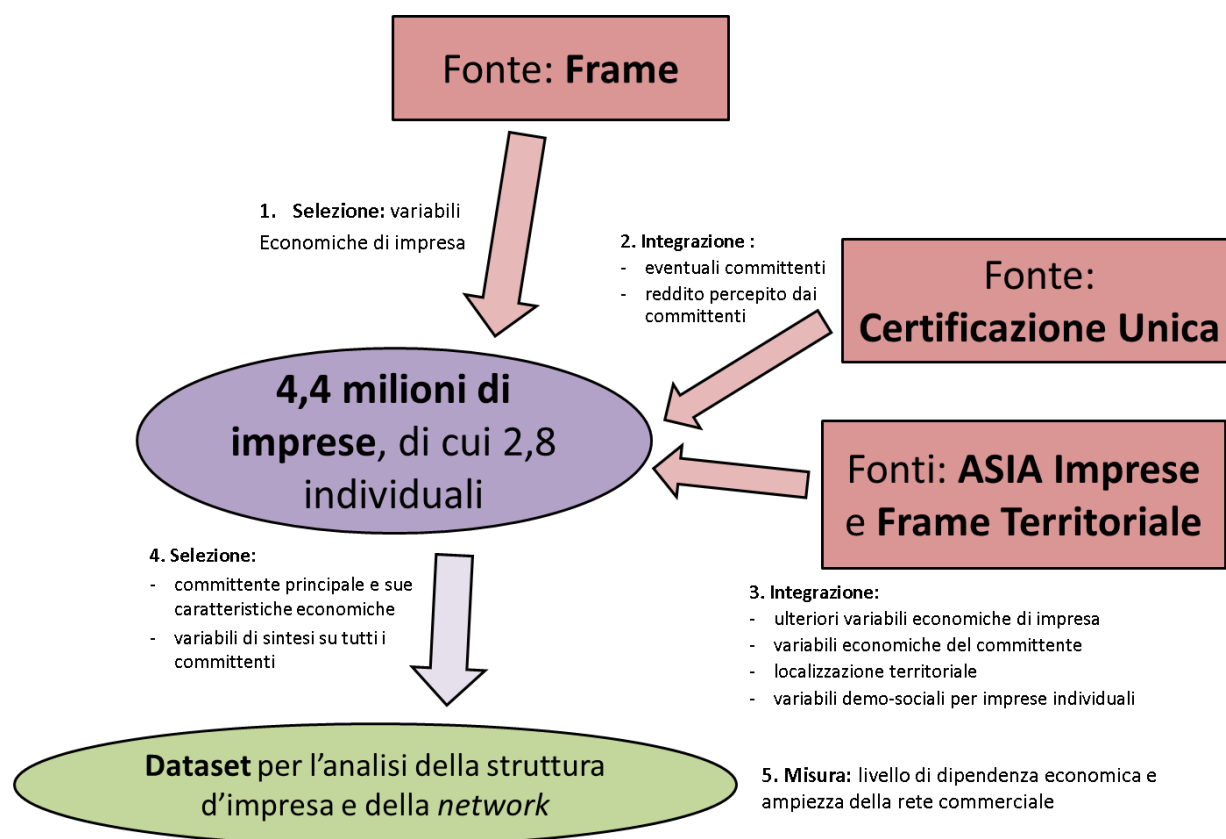 Fonte: Frame
1. Selezione: variabili
Economiche di impresa
2. Integrazione :
- eventuali committenti
- reddito percepito dai
committenti
Fonte:
Certificazione Unica
4,4 milioni di
imprese, di cui 2,8
individuali
Fonti: ASIA Imprese
e Frame Territoriale
4. Selezione:
- committente principale e sue
caratteristiche economiche
- variabili di sintesi su tutti i
committenti
3. Integrazione:
- ulteriori variabili economiche di impresa
- variabili economiche del committente
- localizzazione territoriale
- variabili demo-sociali per imprese individuali
Dataset per l'analisi della struttura
d'impresa e della network
5. Misura: livello di dipendenza economica e
ampiezza della rete commerciale